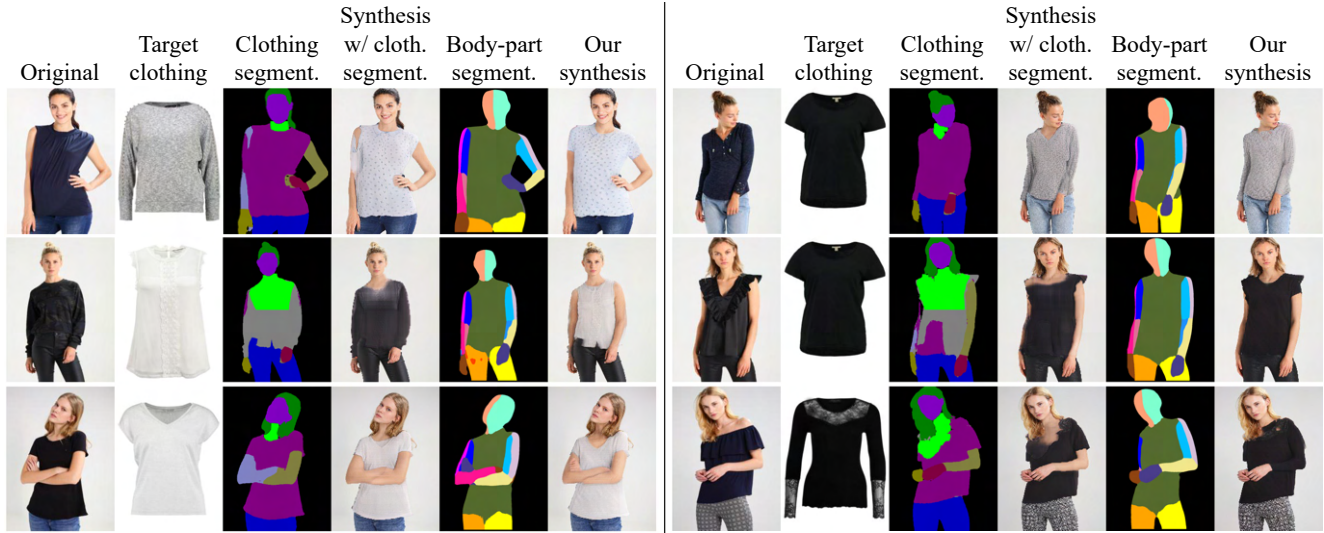 Original
Target
clothing
Clothing
segment.
Synthesis
w/ cloth.
segment.
Body-part
segment.
Our
synthesis
Original
Target
clothing
Clothing
segment.
Synthesis
w/ cloth.
segment.
Body-part
segment.
Our
synthesis